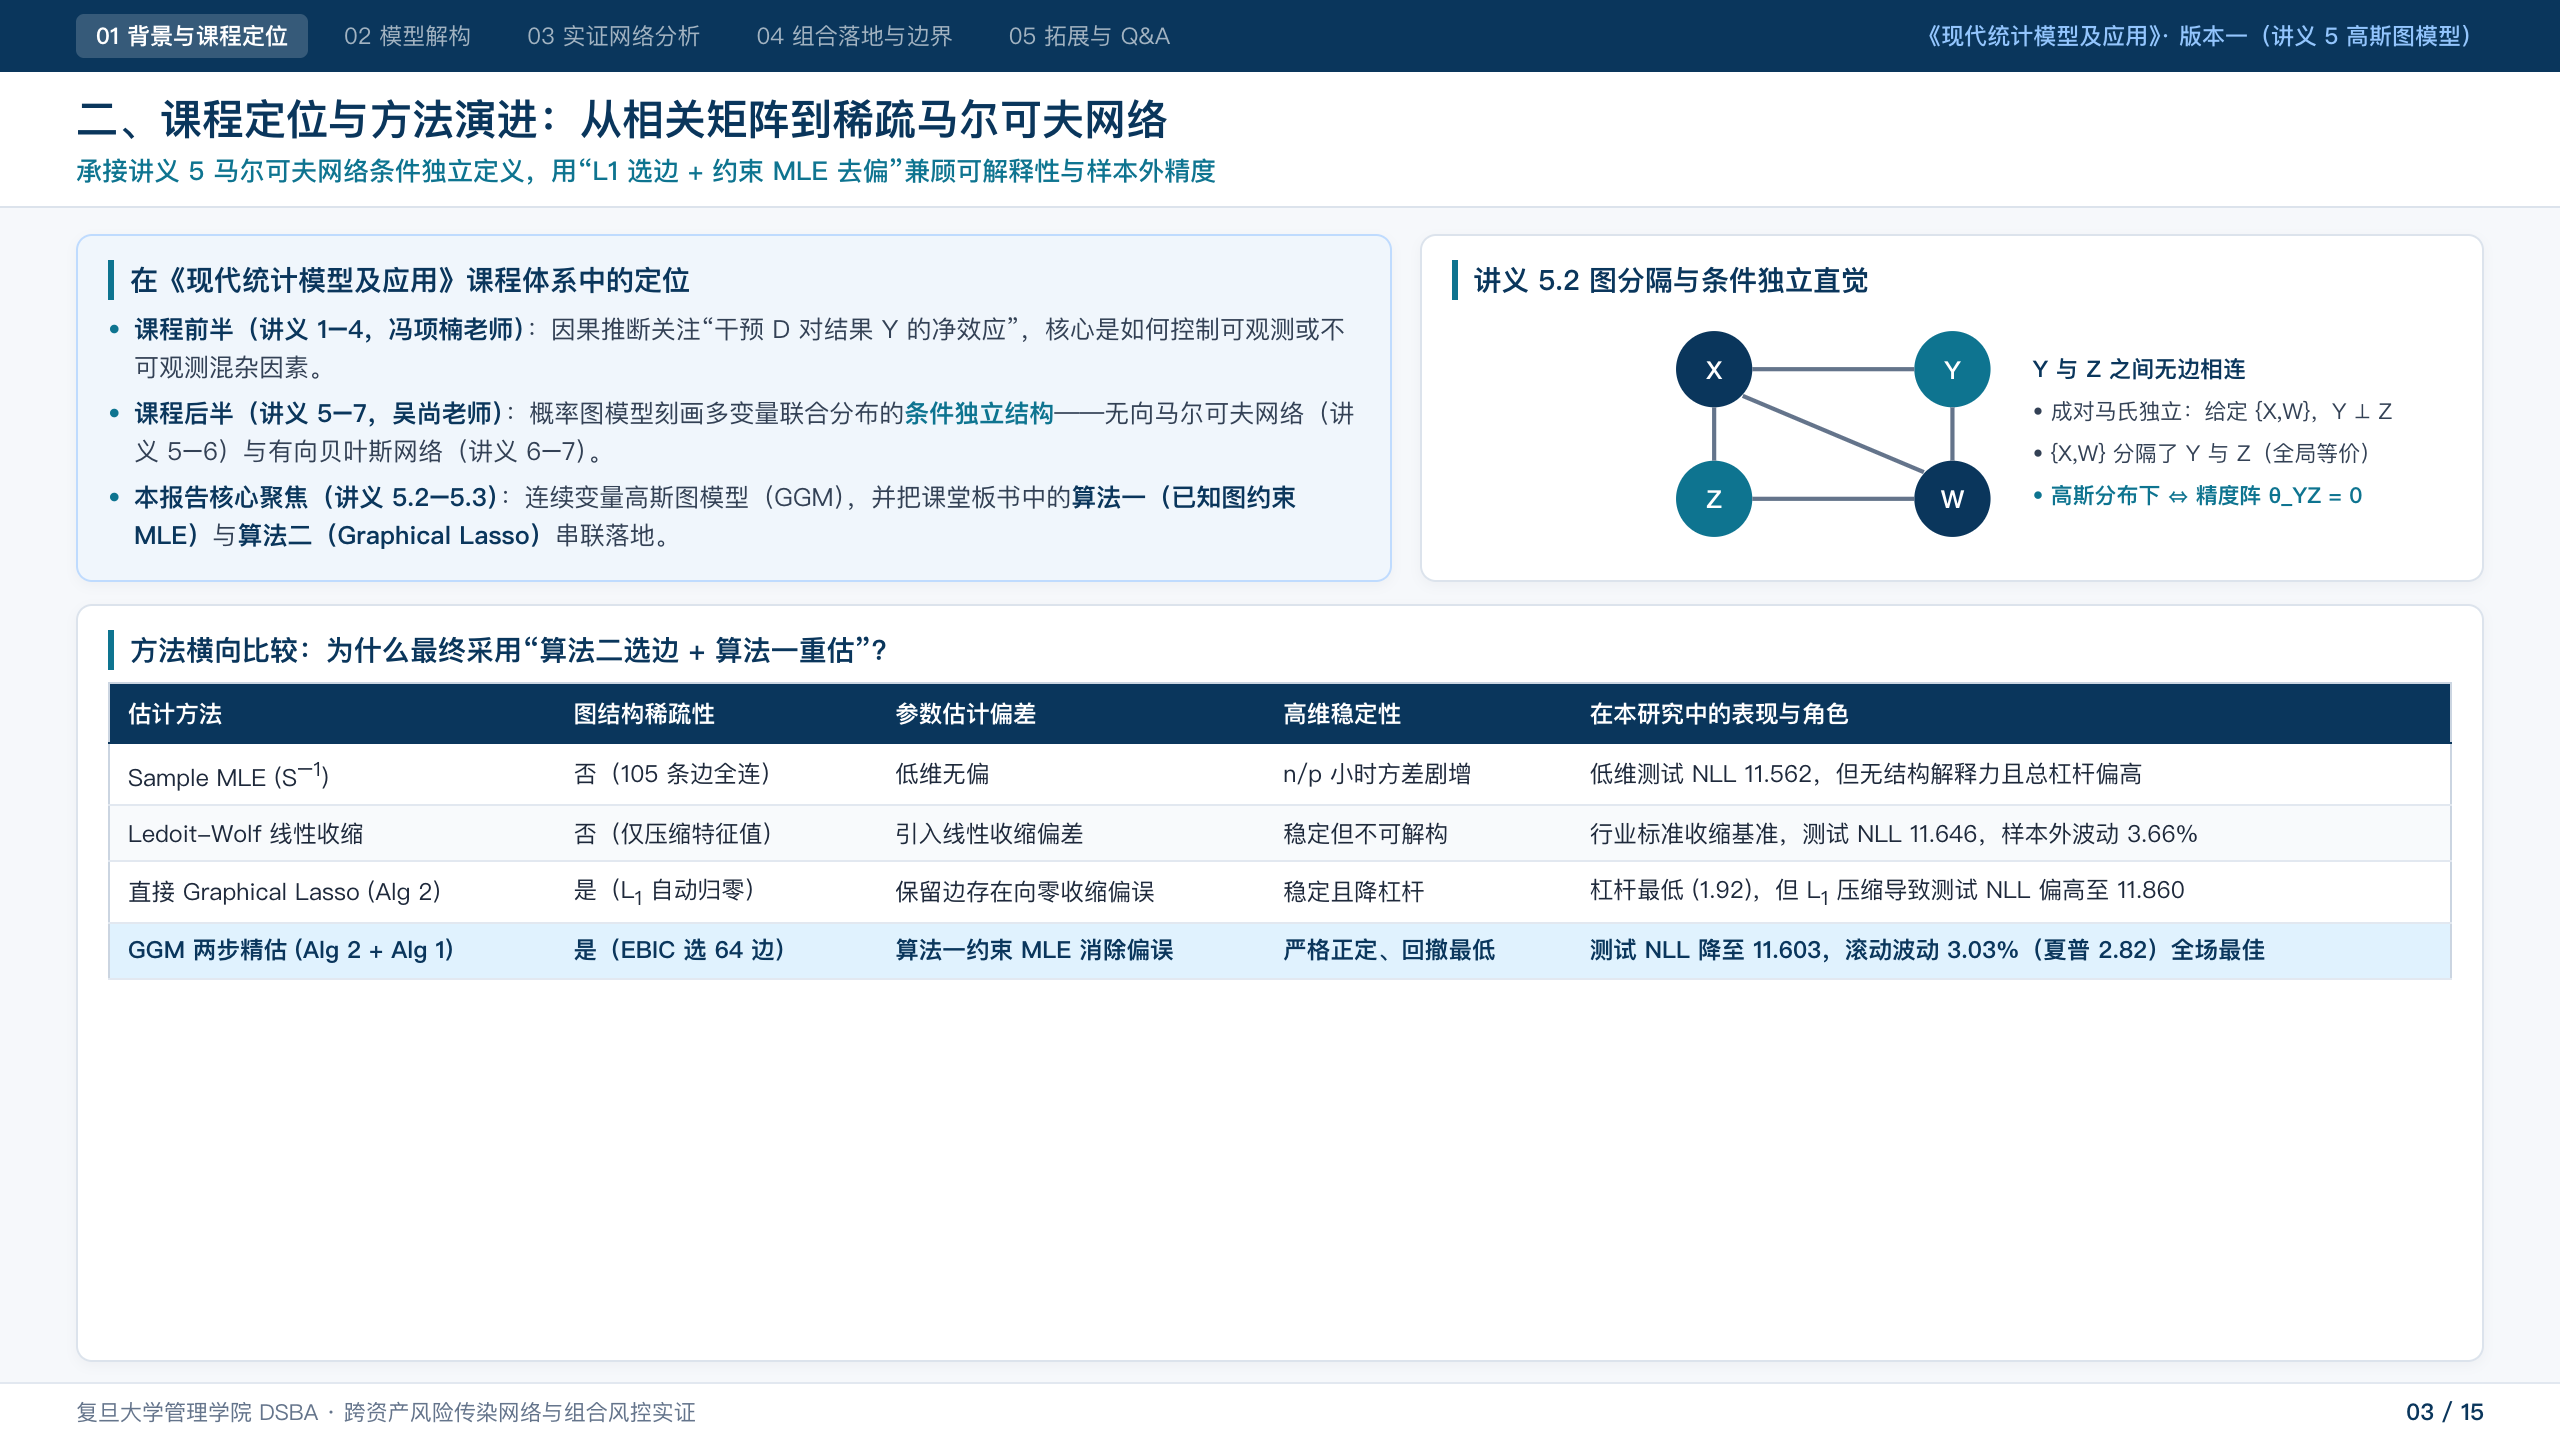 01 背景与课程定位
02 模型解构
03 实证网络分析
04 组合落地与边界
05 拓展与 Q&A
《现代统计模型及应用》· 版本一（讲义 5 高斯图模型）
二、课程定位与方法演进：从相关矩阵到稀疏马尔可夫网络
承接讲义 5 马尔可夫网络条件独立定义，用“L1 选边 + 约束 MLE 去偏”兼顾可解释性与样本外精度
在《现代统计模型及应用》课程体系中的定位
• 课程前半（讲义 1—4，冯项楠老师）：因果推断关注“干预 D 对结果 Y 的净效应”，核心是如何控制可观测或不
可观测混杂因素。
• 课程后半（讲义 5—7，吴尚老师）：概率图模型刻画多变量联合分布的条件独立结构——无向马尔可夫网络（讲
义 5—6）与有向贝叶斯网络（讲义 6—7）。
• 本报告核心聚焦（讲义 5.2—5.3）：连续变量高斯图模型（GGM），并把课堂板书中的算法一（已知图约束
MLE）与算法二（Graphical Lasso）串联落地。
讲义 5.2 图分隔与条件独立直觉
X
Y
Z
W
Y 与 Z 之间无边相连
• 成对马氏独立：给定 {X,W}，Y ⊥ Z
• {X,W} 分隔了 Y 与 Z（全局等价）
• 高斯分布下 ⇔ 精度阵 θ_YZ = 0
方法横向比较：为什么最终采用“算法二选边 + 算法一重估”？
估计方法 图结构稀疏性 参数估计偏差 高维稳定性 在本研究中的表现与角色
Sample MLE (S⁻¹) 否（105 条边全连） 低维无偏 n/p 小时方差剧增 低维测试 NLL 11.562，但无结构解释力且总杠杆偏高
Ledoit–Wolf 线性收缩 否（仅压缩特征值） 引入线性收缩偏差 稳定但不可解构 行业标准收缩基准，测试 NLL 11.646，样本外波动 3.66%
直接 Graphical Lasso (Alg 2) 是（L₁ 自动归零） 保留边存在向零收缩偏误 稳定且降杠杆 杠杆最低 (1.92)，但 L₁ 压缩导致测试 NLL 偏高至 11.860
GGM 两步精估 (Alg 2 + Alg 1) 是（EBIC 选 64 边） 算法一约束 MLE 消除偏误 严格正定、回撤最低 测试 NLL 降至 11.603，滚动波动 3.03%（夏普 2.82）全场最佳
复旦大学管理学院 DSBA · 跨资产风险传染网络与组合风控实证
03 / 15